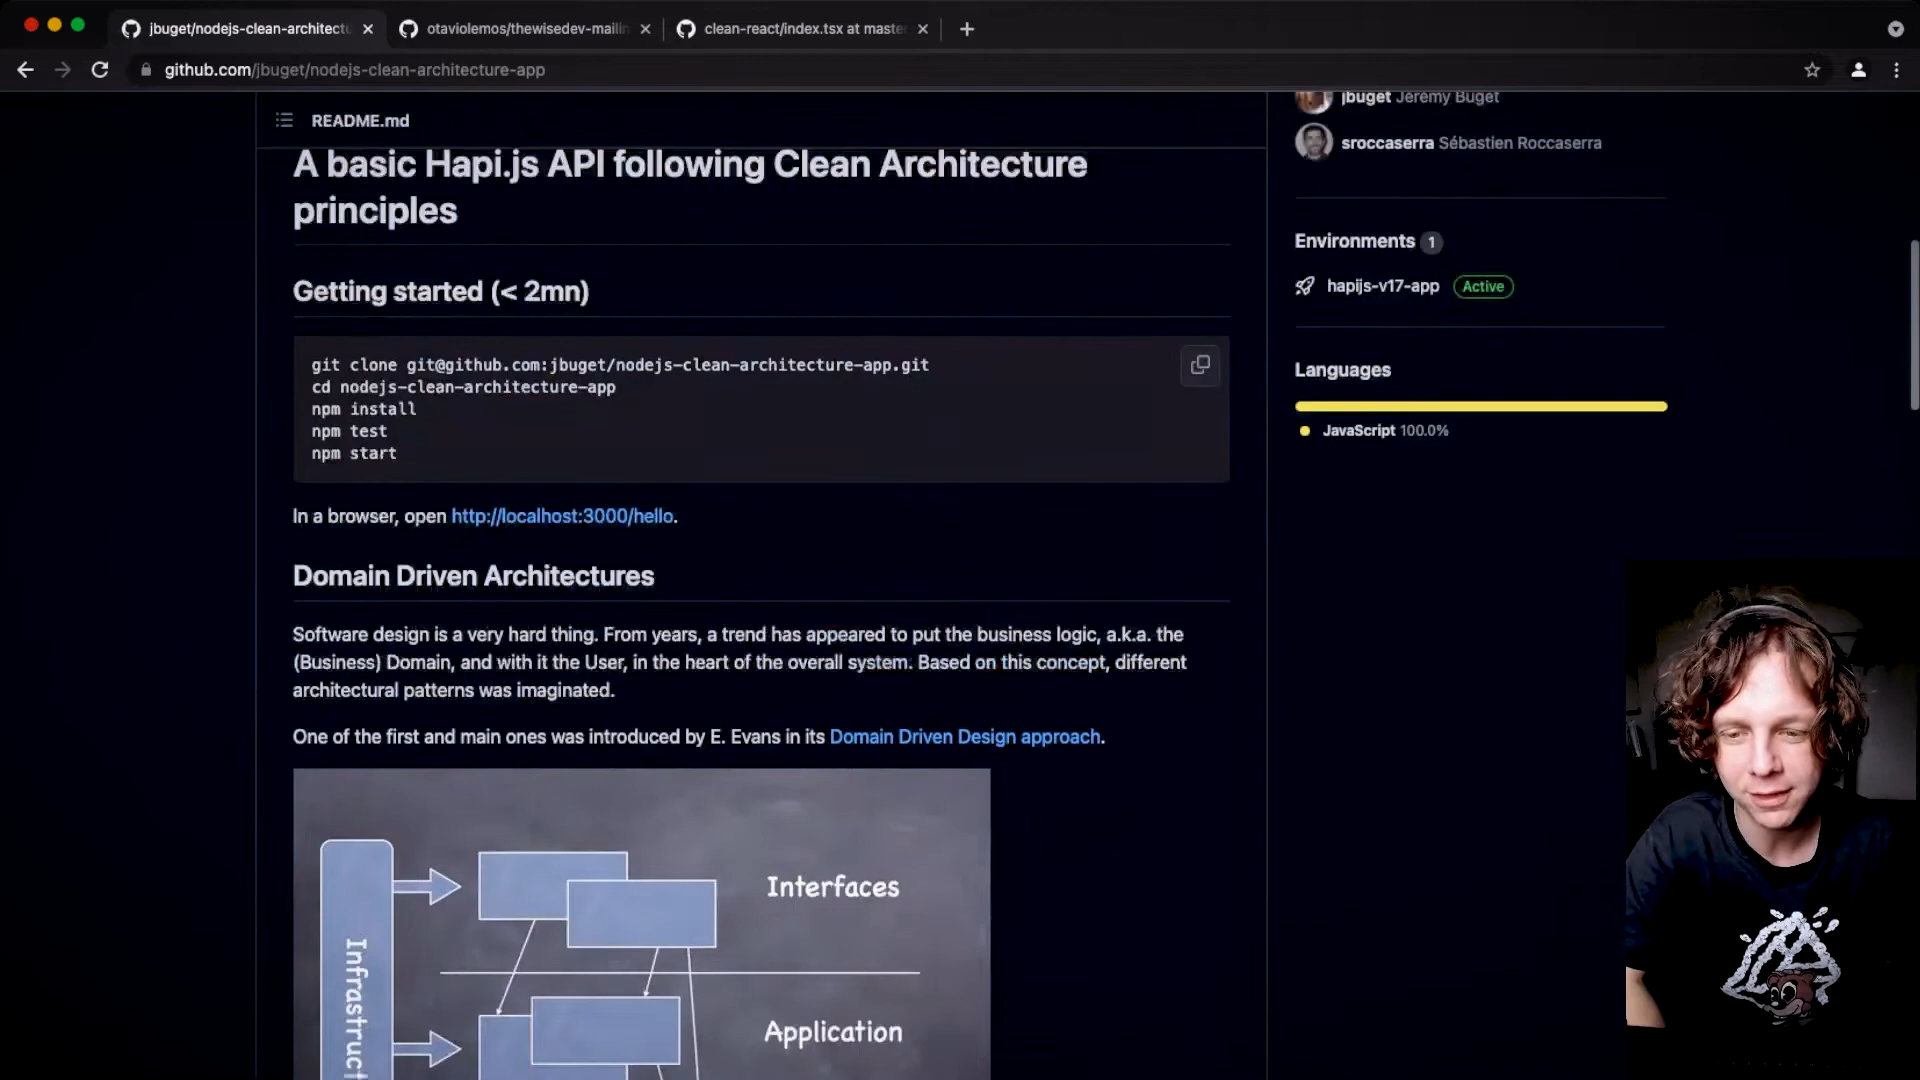 jbuget/nodejs-clean-architectu
otaviolemos/thewisedev-mailin
clean-react/index.tsx at master
github.com/jbuget/nodejs-clean-architecture-app
README.md
A basic Hapi.js API following Clean Architecture
principles
Getting started (< 2mn)
git clone git@github.com:jbuget/nodejs-clean-architecture-app.git
cd nodejs-clean-architecture-app
npm install
npm test
npm start
In a browser, open http://localhost:3000/hello.
Domain Driven Architectures
Software design is a very hard thing. From years, a trend has appeared to put the business logic, a.k.a. the
(Business) Domain, and with it the User, in the heart of the overall system. Based on this concept, different
architectural patterns was imaginated.
One of the first and main ones was introduced by E. Evans in its Domain Driven Design approach.
Interfaces
Application
Infrastruct
jbuget Jérémy Buget
sroccaserra Sébastien Roccaserra
Environments 1
hapijs-v17-app Active
Languages
JavaScript 100.0%